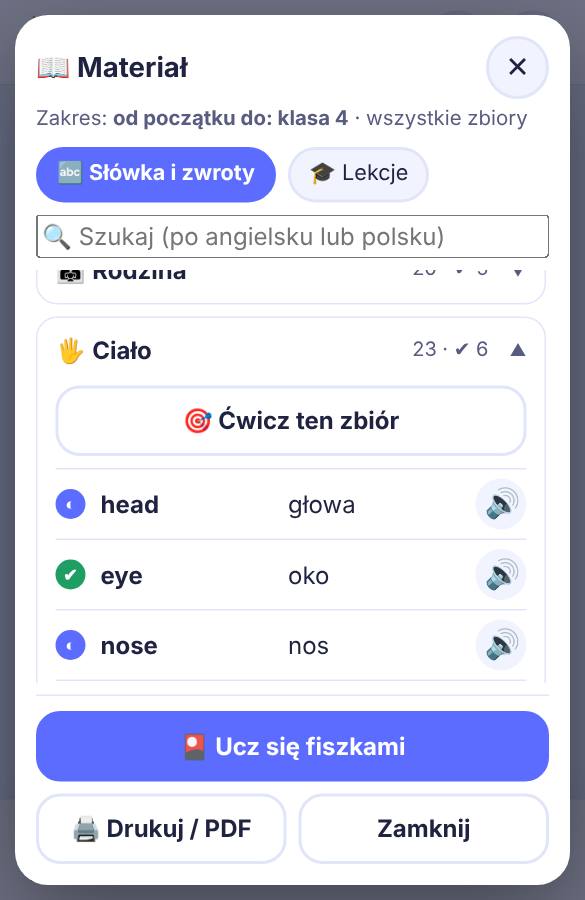 Materiał
Zakres: od początku do: klasa 4 · wszystkie zbiory
Słówka i zwroty
Lekcje
Szukaj (po angielsku lub polsku)
Rodzina
Ciało 23 · ✔ 6 ▲
Ćwicz ten zbiór
head głowa
eye oko
nose nos
Ucz się fiszkami
Drukuj / PDF
Zamknij